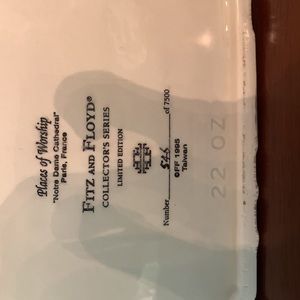 Places of Worship
"Notre Dame Cathedral"
Paris, France
FITZ AND FLOYD®
COLLECTOR'S SERIES
LIMITED EDITION
Number 546 of 7500
©FF 1995
Taiwan
22 OZ